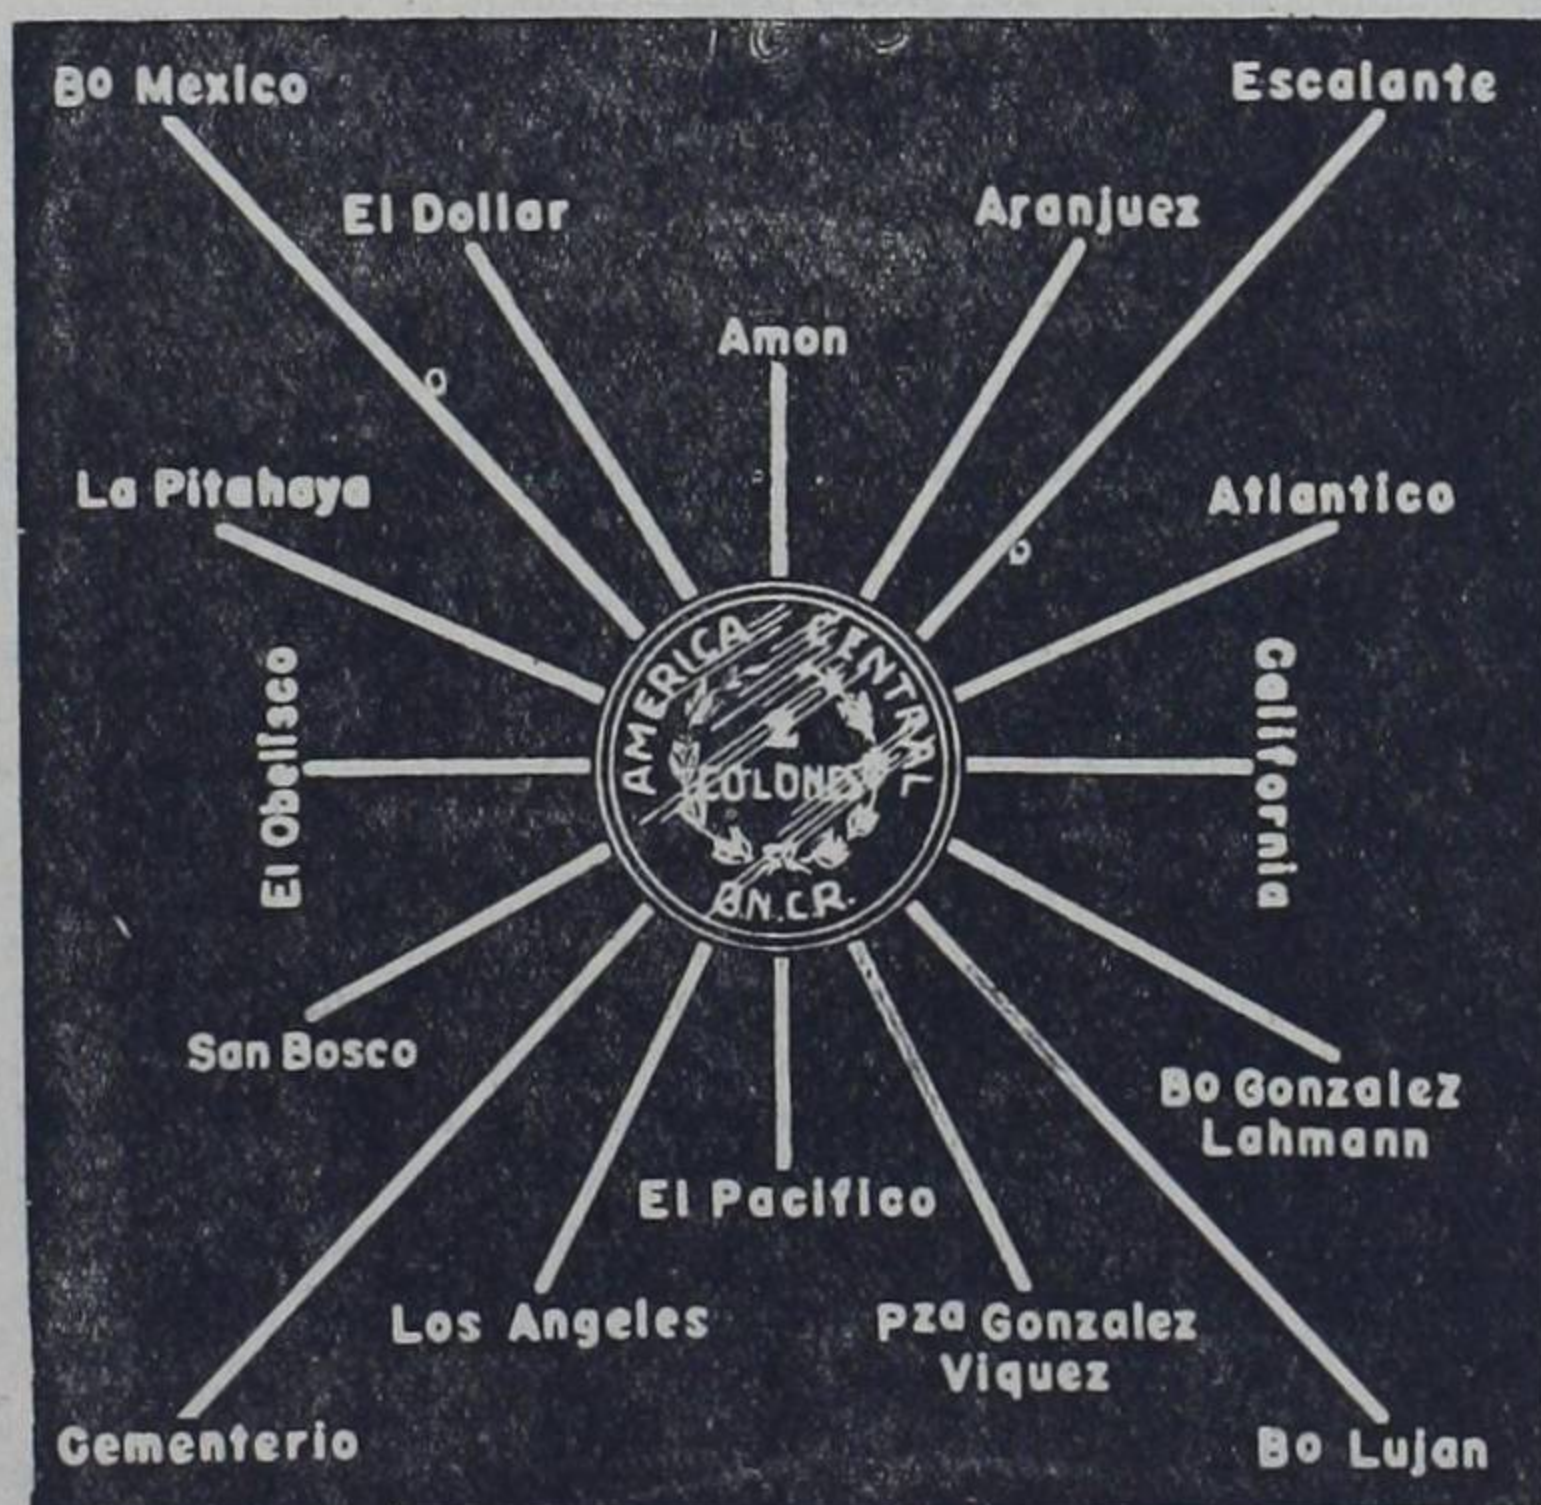 Bo Mexico
Escalante
El Dollar
Aranjuez
Amon
La Pitahaya
Atlantico
El Obelisco
AMERICA CENTRAL
2
COLONES
B.N.C.R.
California
San Bosco
Bo Gonzalez
Lahmann
El Pacifico
Los Angeles
Pza Gonzalez
Viquez
Cementerio
Bo Lujan